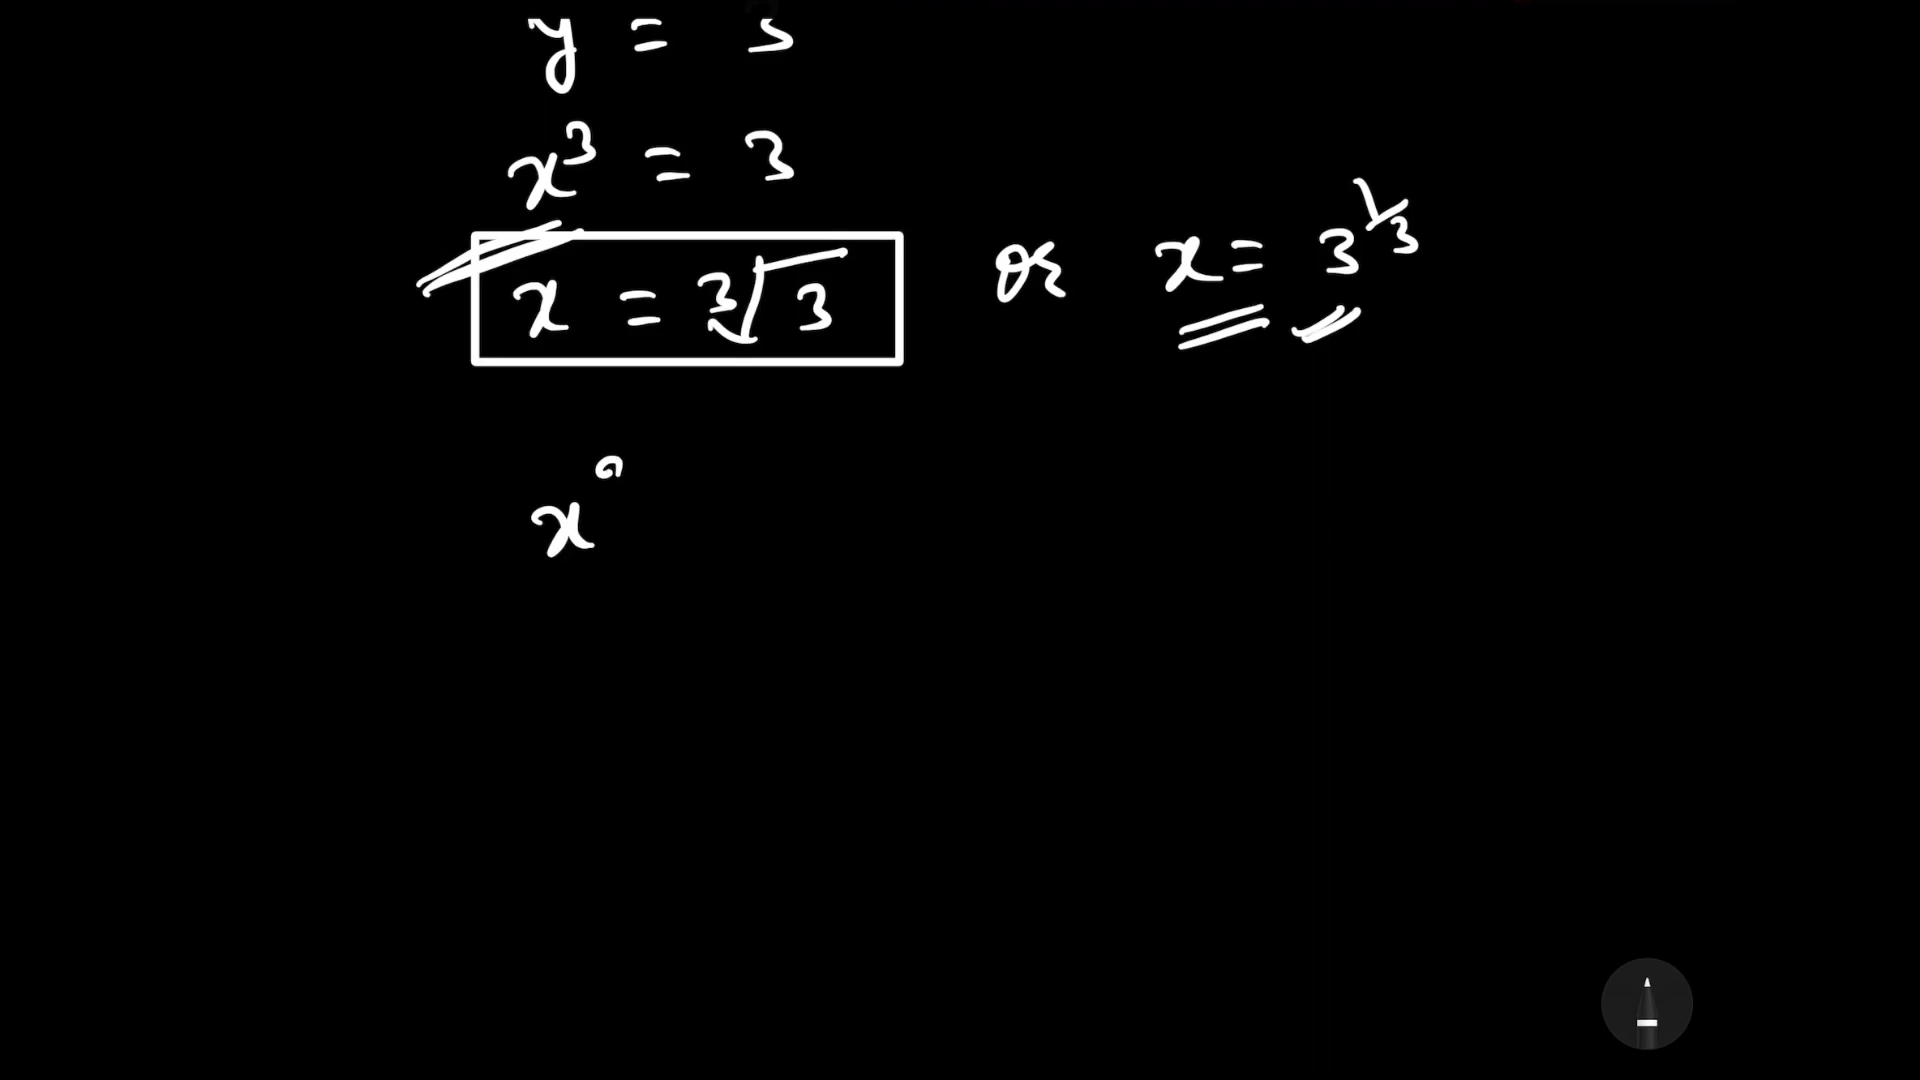 y = 3
x³ = 3
x = ∛3 or x = 3^1/3
x